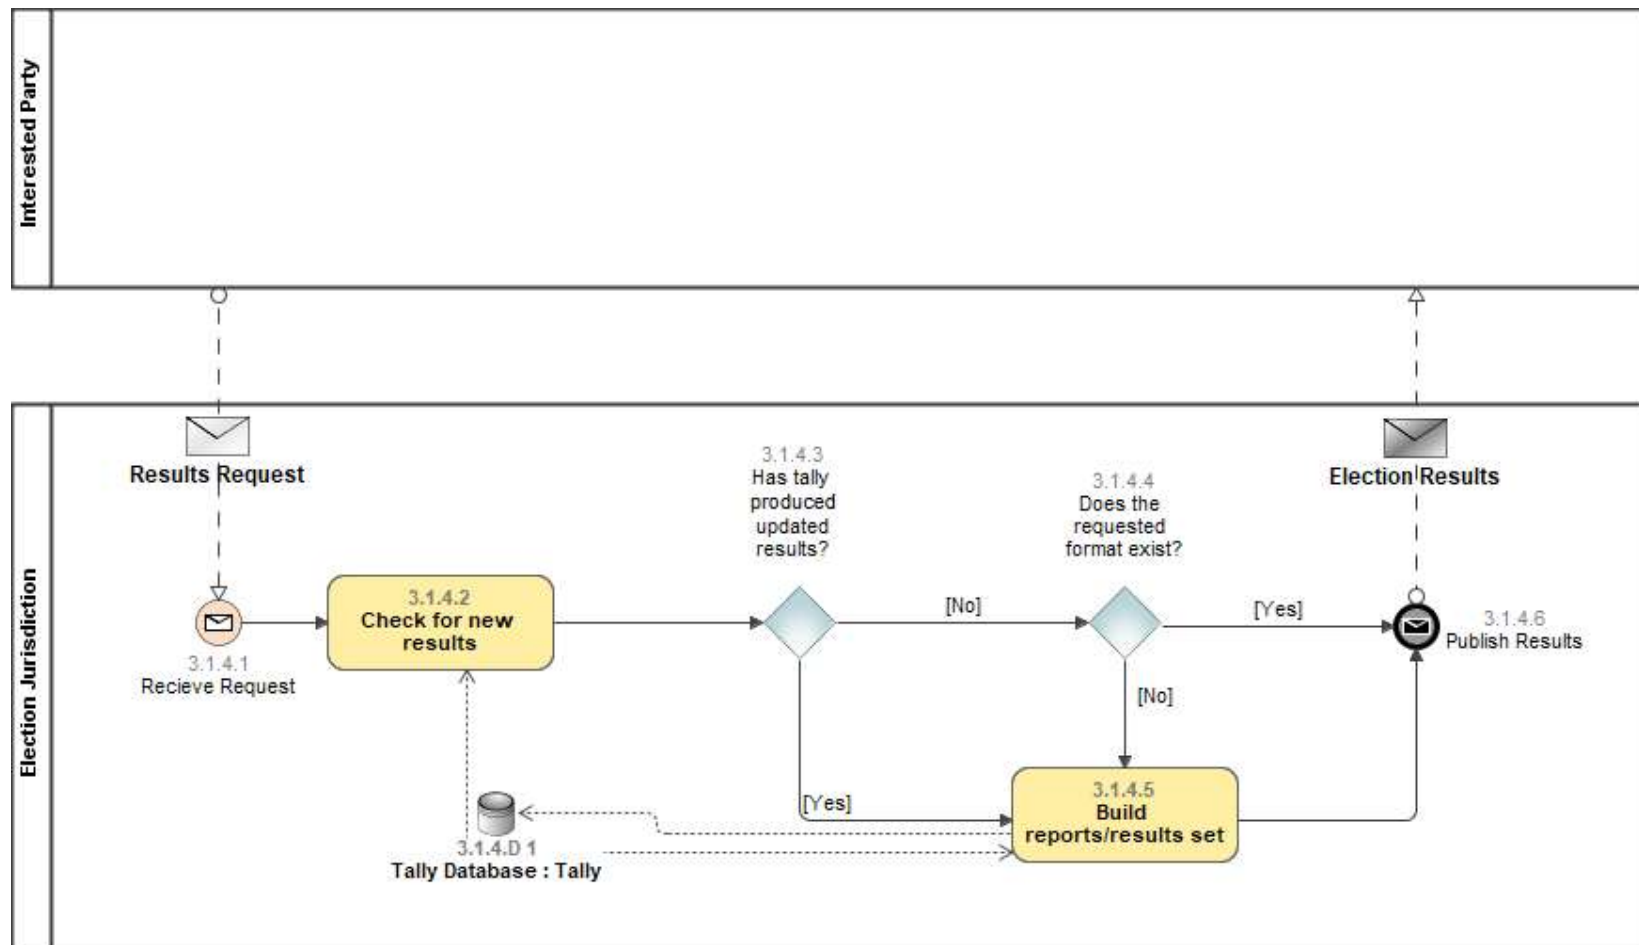 Interested Party
Results Request
Election Results
Election Jurisdiction
3.1.4.1
Recieve Request
3.1.4.2
Check for new
results
3.1.4.3
Has tally
produced
updated
results?
[No]
[Yes]
3.1.4.4
Does the
requested
format exist?
[Yes]
[No]
3.1.4.5
Build
reports/results set
3.1.4.6
Publish Results
3.1.4.D 1
Tally Database : Tally